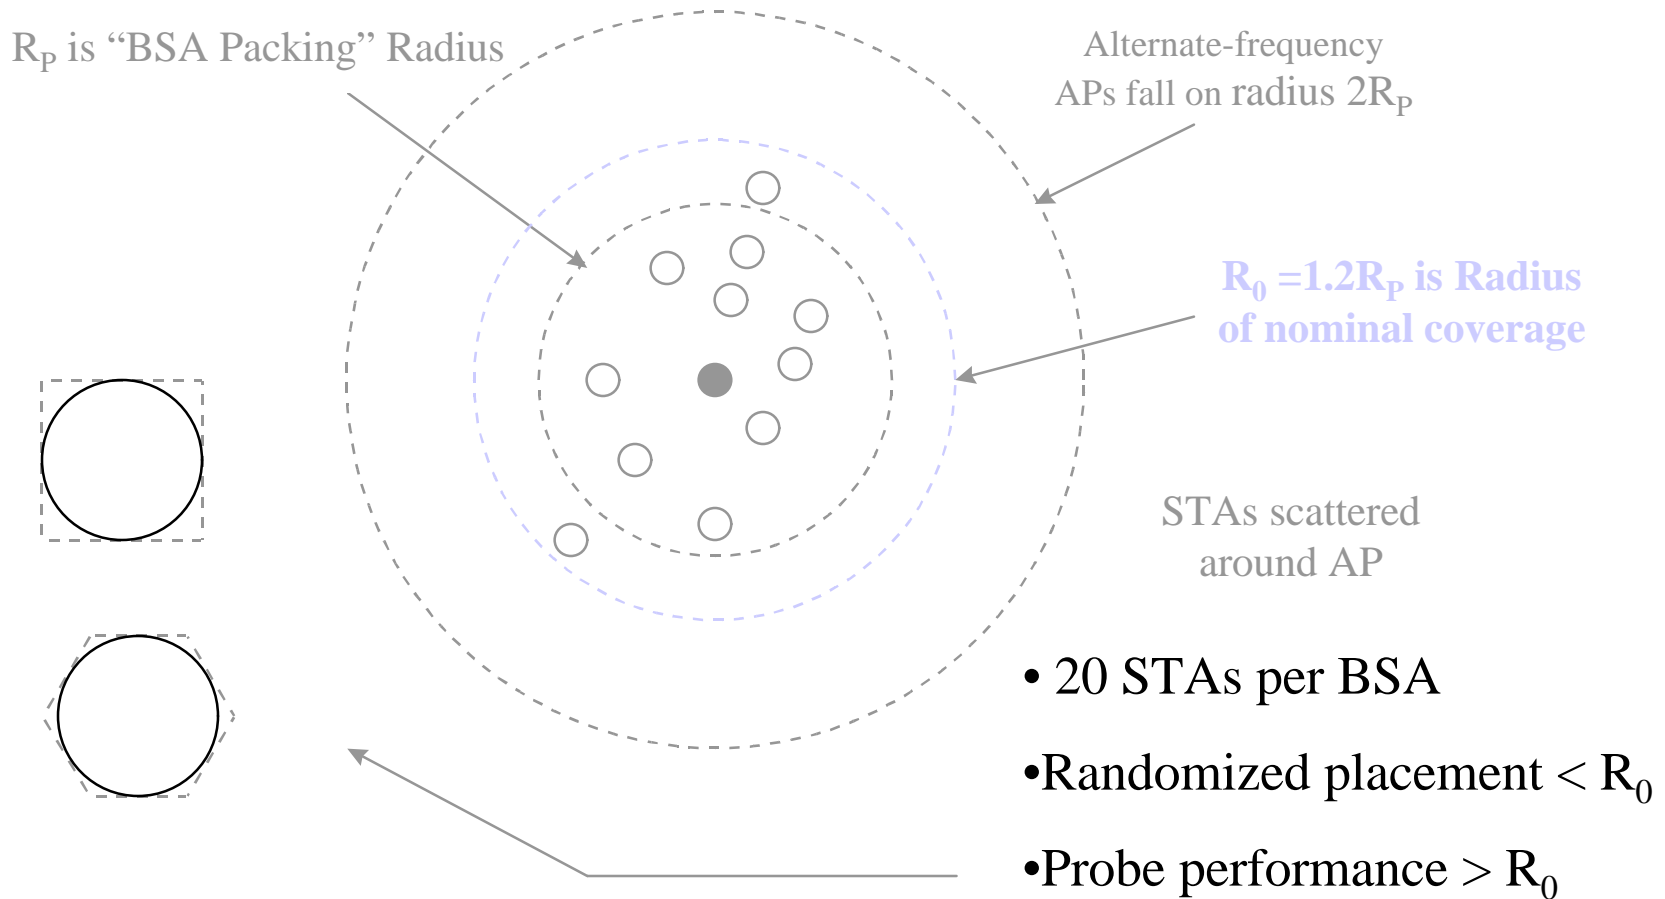 R_P is “BSA Packing” Radius
Alternate-frequency
APs fall on radius 2R_P
R_0 =1.2R_P is Radius
of nominal coverage
STAs scattered
around AP
• 20 STAs per BSA
•Randomized placement < R_0
•Probe performance > R_0